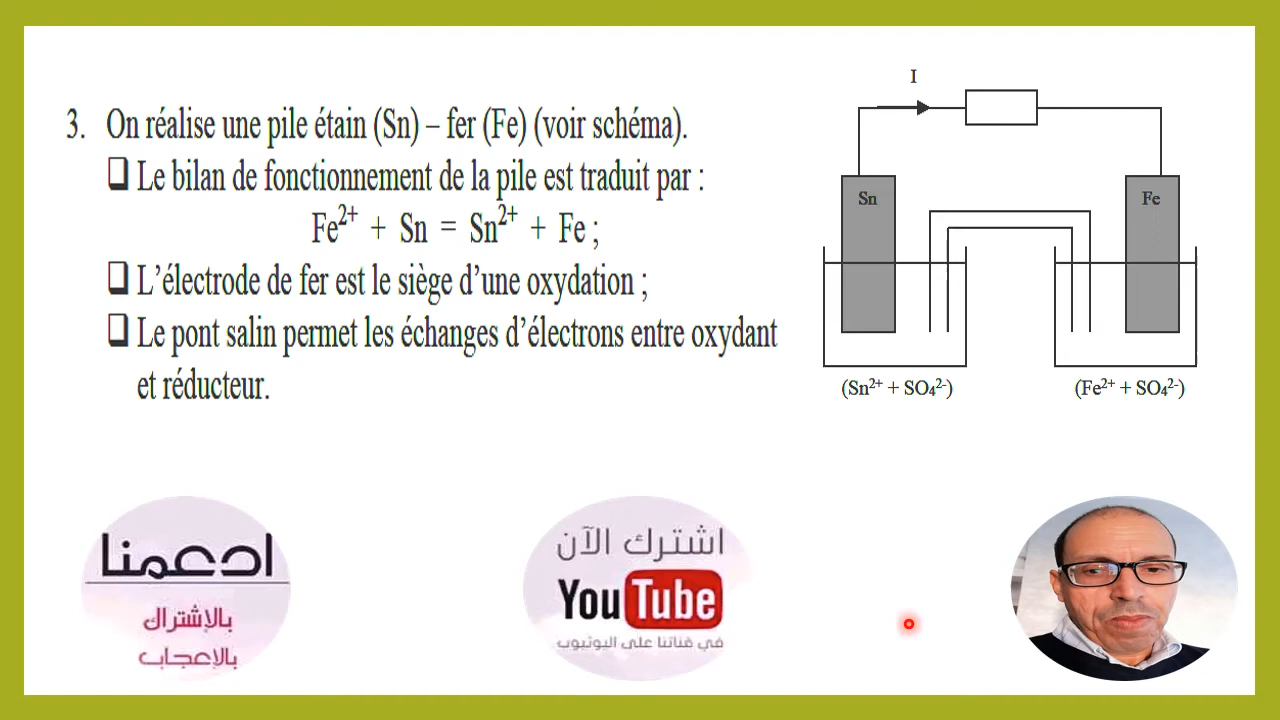 3. On réalise une pile étain (Sn) – fer (Fe) (voir schéma).
❑ Le bilan de fonctionnement de la pile est traduit par :
Fe²⁺ + Sn = Sn²⁺ + Fe ;
❑ L’électrode de fer est le siège d’une oxydation ;
❑ Le pont salin permet les échanges d’électrons entre oxydant
et réducteur.
I
Sn
Fe
(Sn²⁺ + SO₄²⁻)
(Fe²⁺ + SO₄²⁻)
ادعمنا
بالإشتراك
بالإعجاب
اشترك الآن
YouTube
في قناتنا على اليوتيوب